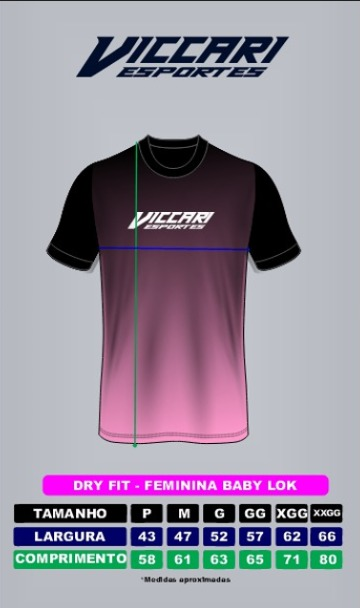 VICCARI
ESPORTES
VICCARI
ESPORTES
DRY FIT - FEMININA BABY LOK
TAMANHO P M G GG XGG XXGG
LARGURA 43 47 52 57 62 66
COMPRIMENTO 58 61 63 65 71 80
*Medidas aproximadas